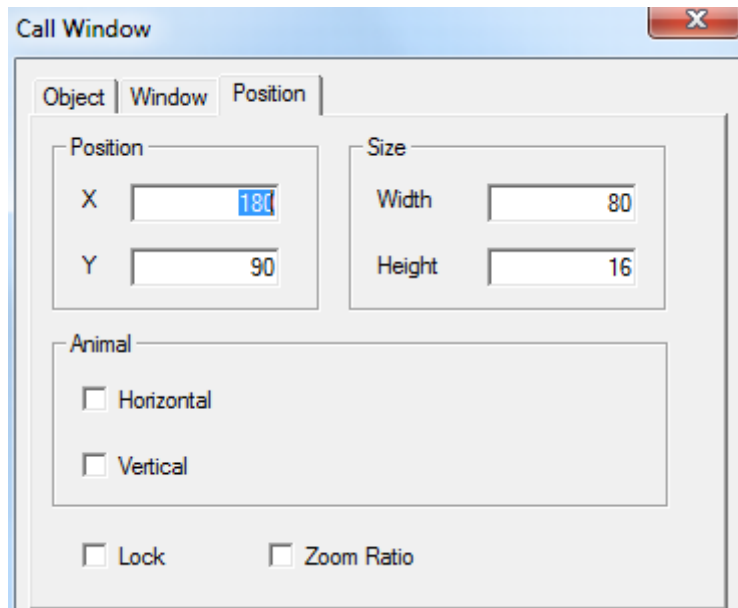 Call Window
Object Window Position
Position
X 180
Y 90
Size
Width 80
Height 16
Animal
Horizontal
Vertical
Lock Zoom Ratio